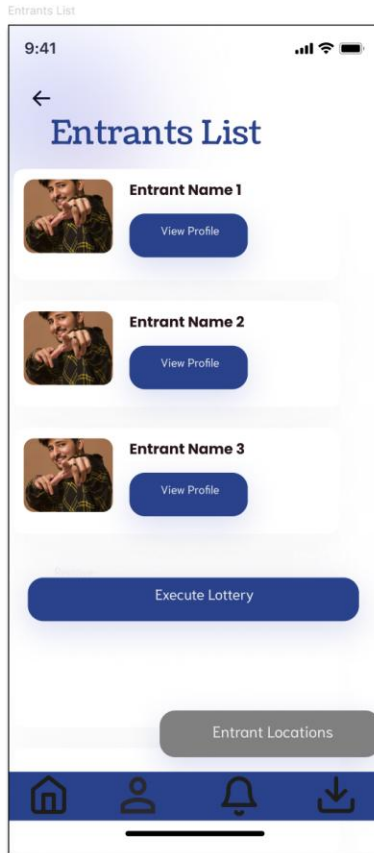 Entrants List
9:41
Entrants List
Entrant Name 1
View Profile
Entrant Name 2
View Profile
Entrant Name 3
View Profile
Execute Lottery
Entrant Locations